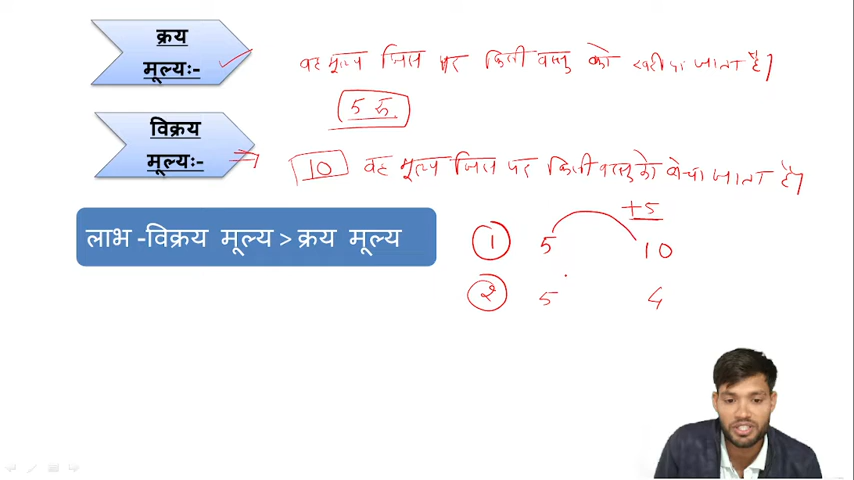 क्रय
मूल्यः-
वह मूल्य जिस पर किसी वस्तु को खरीदा जाता है।
5 रु
विक्रय
मूल्यः-
10 वह मूल्य जिस पर किसी वस्तु को बेचा जाता है।
लाभ -विक्रय मूल्य > क्रय मूल्य
+5
1 5 10
2 5 4